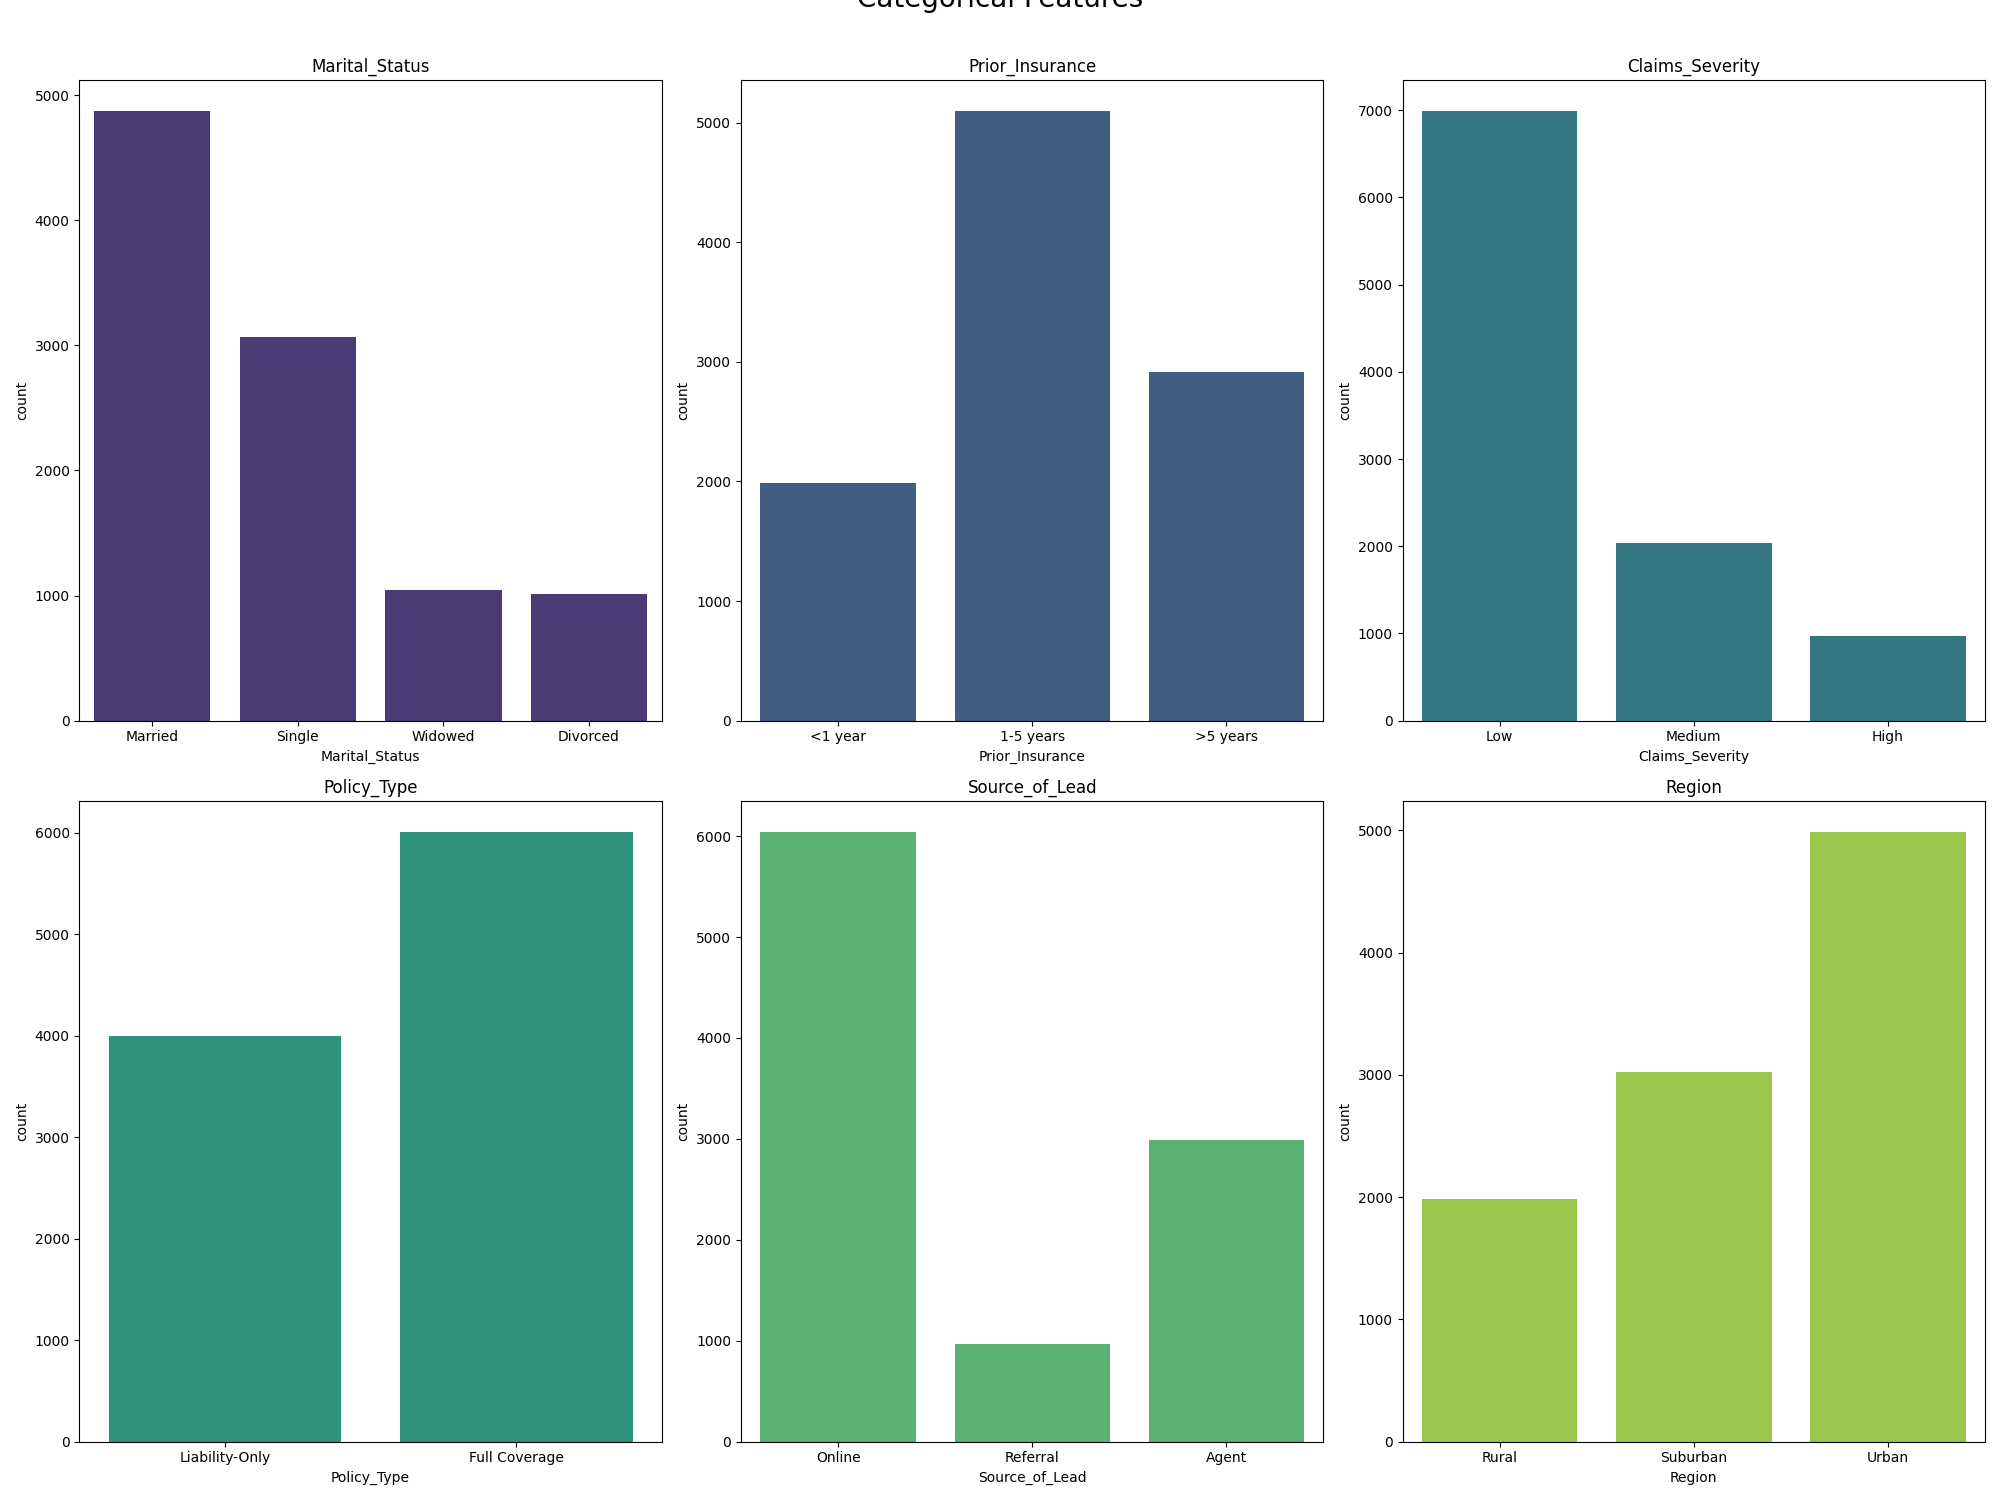 Categorical Features
Marital_Status
5000
4000
3000
2000
1000
0
count
Married Single Widowed Divorced
Marital_Status
Prior_Insurance
5000
4000
3000
2000
1000
0
count
<1 year 1-5 years >5 years
Prior_Insurance
Claims_Severity
7000
6000
5000
4000
3000
2000
1000
0
count
Low Medium High
Claims_Severity
Policy_Type
6000
5000
4000
3000
2000
1000
0
count
Liability-Only Full Coverage
Policy_Type
Source_of_Lead
6000
5000
4000
3000
2000
1000
0
count
Online Referral Agent
Source_of_Lead
Region
5000
4000
3000
2000
1000
0
count
Rural Suburban Urban
Region